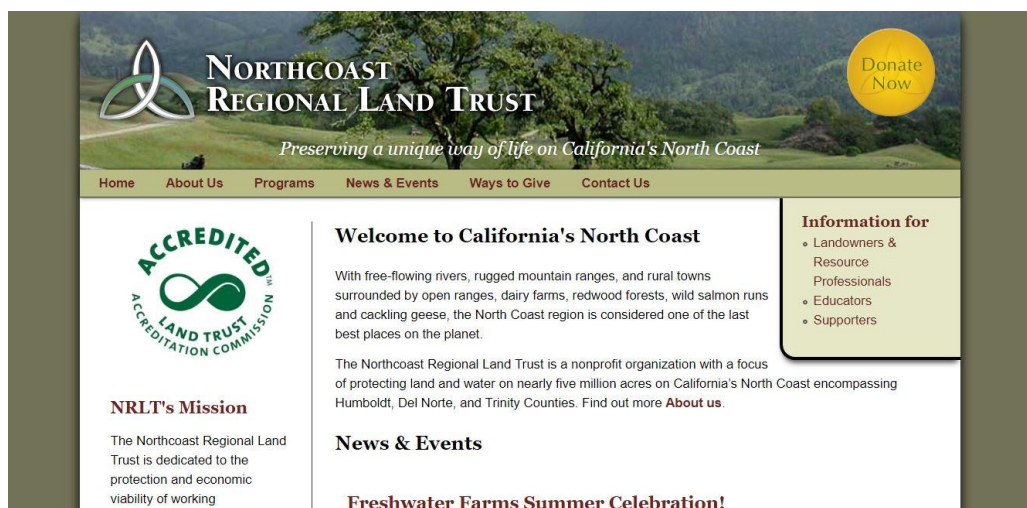 NORTHCOAST
REGIONAL LAND TRUST
Donate
Now
Preserving a unique way of life on California's North Coast
Home About Us Programs News & Events Ways to Give Contact Us
ACCREDITED™
LAND TRUST
ACCREDITATION COMMISSION
NRLT's Mission
The Northcoast Regional Land
Trust is dedicated to the
protection and economic
viability of working
Welcome to California's North Coast
With free-flowing rivers, rugged mountain ranges, and rural towns
surrounded by open ranges, dairy farms, redwood forests, wild salmon runs
and cackling geese, the North Coast region is considered one of the last
best places on the planet.
The Northcoast Regional Land Trust is a nonprofit organization with a focus
of protecting land and water on nearly five million acres on California's North Coast encompassing
Humboldt, Del Norte, and Trinity Counties. Find out more About us.
News & Events
Freshwater Farms Summer Celebration!
Information for
Landowners &
Resource
Professionals
Educators
Supporters